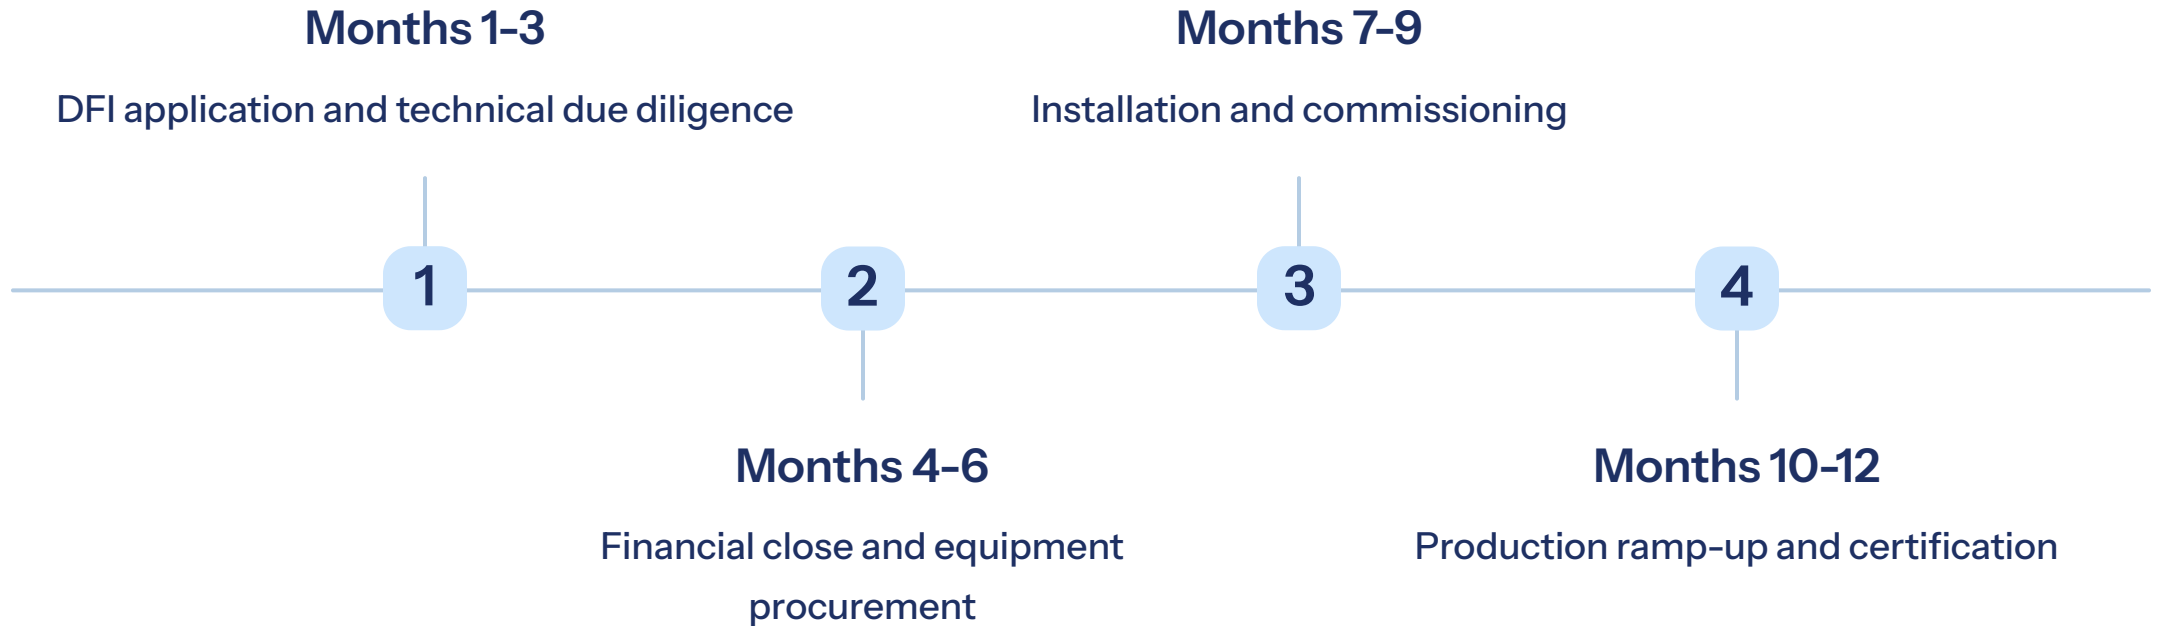 Months 1–3
DFI application and technical due diligence
Months 7–9
Installation and commissioning
1
2
3
4
Months 4–6
Financial close and equipment
procurement
Months 10–12
Production ramp-up and certification